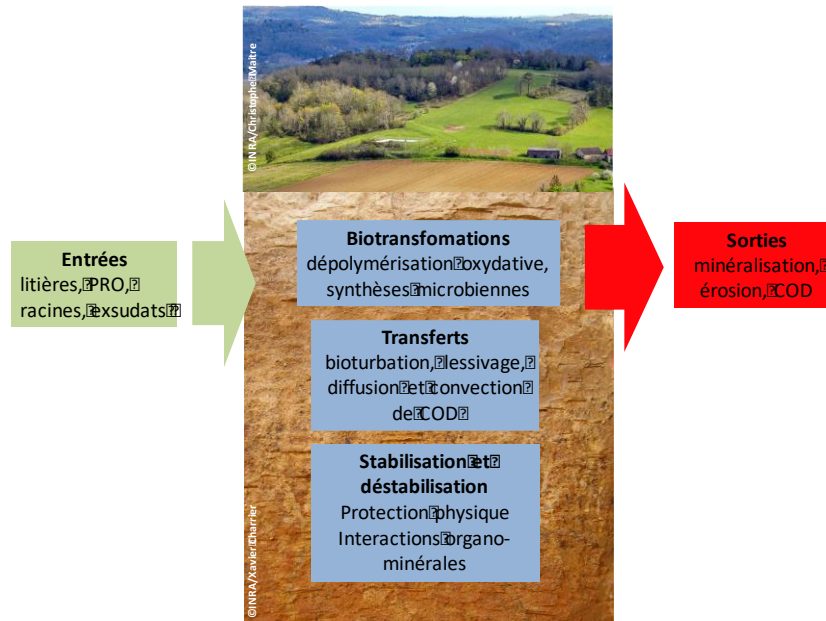 ©INRA/Christophe Maitre
Entrées
litières, PRO,
racines, exsudats
Biotransfomations
dépolymérisation oxydative,
synthèses microbiennes
Transferts
bioturbation, lessivage,
diffusion et convection
de COD
Stabilisation et
déstabilisation
Protection physique
Interactions organo-
minérales
Sorties
minéralisation,
érosion, COD
©INRA/Xavier Charrier